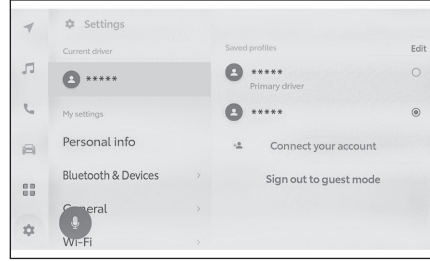 Settings
Current driver
*****
My settings
Personal info
Bluetooth & Devices
General
Wi-Fi
Saved profiles
Edit
*****
Primary driver
*****
Connect your account
Sign out to guest mode